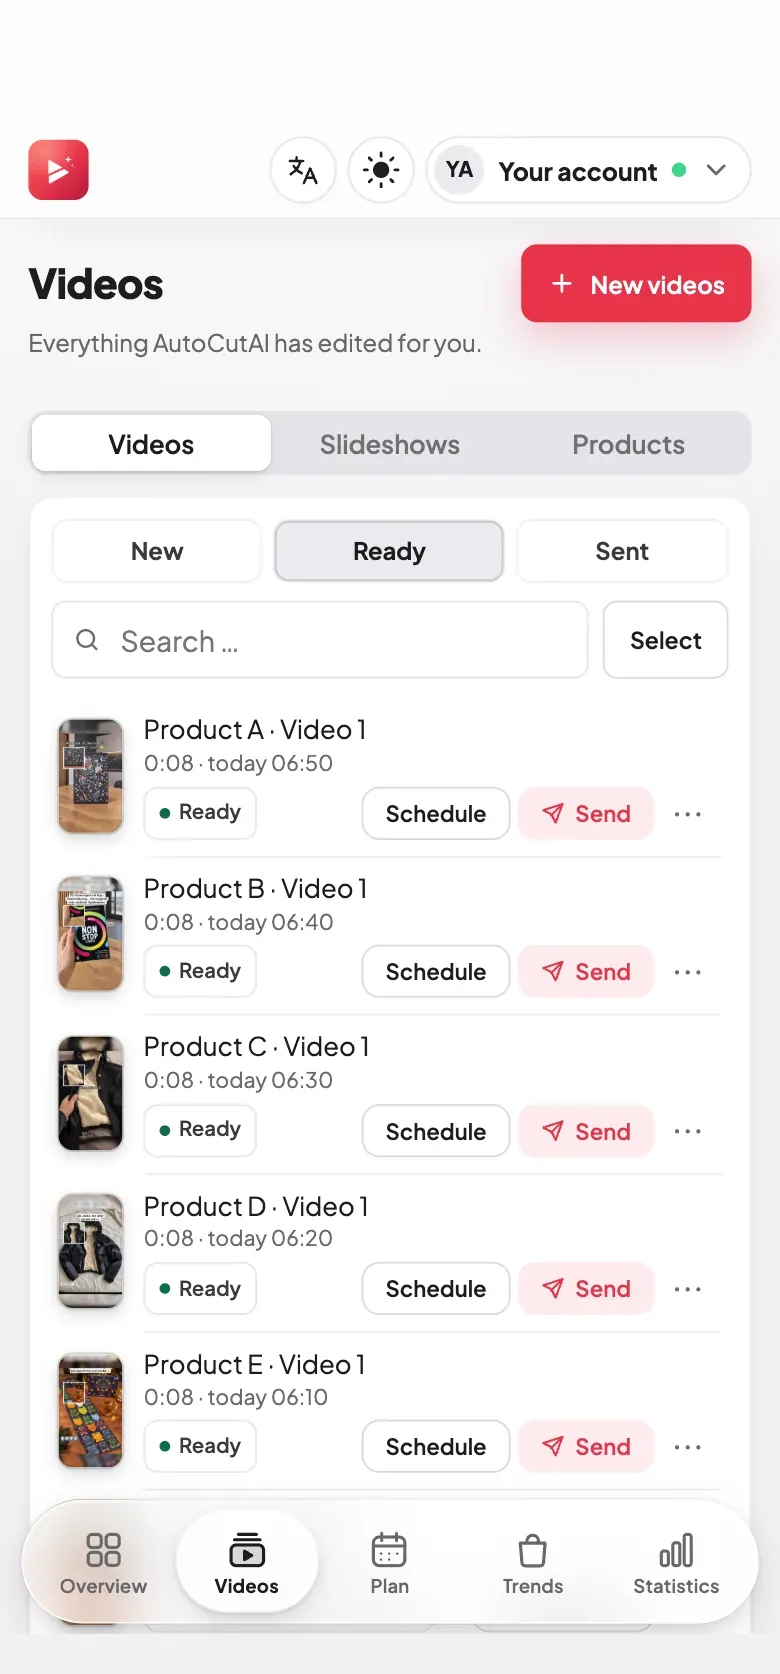 YA Your account
Videos
+ New videos
Everything AutoCutAI has edited for you.
Videos Slideshows Products
New Ready Sent
Search ... Select
Product A · Video 1
0:08 · today 06:50
Ready Schedule Send ...
Product B · Video 1
0:08 · today 06:40
NON STOP
Ready Schedule Send ...
Product C · Video 1
0:08 · today 06:30
Ready Schedule Send ...
Product D · Video 1
0:08 · today 06:20
Ready Schedule Send ...
Product E · Video 1
0:08 · today 06:10
Ready Schedule Send ...
Overview Videos Plan Trends Statistics